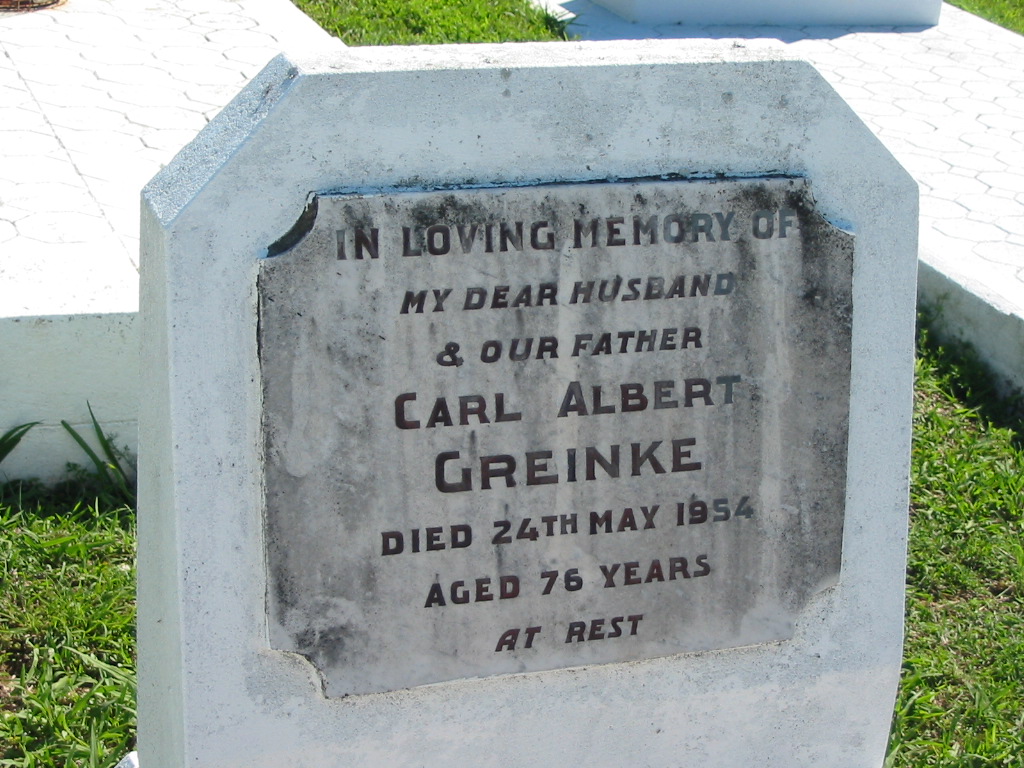 IN LOVING MEMORY OF
MY DEAR HUSBAND
& OUR FATHER
CARL ALBERT
GREINKE
DIED 24TH MAY 1954
AGED 76 YEARS
AT REST